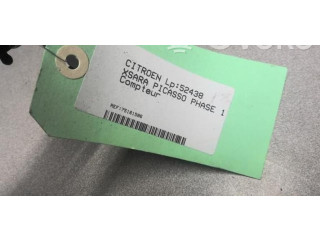 CITROEN Lp:52438
XSARA PICASSO PHASE 1
Compteur